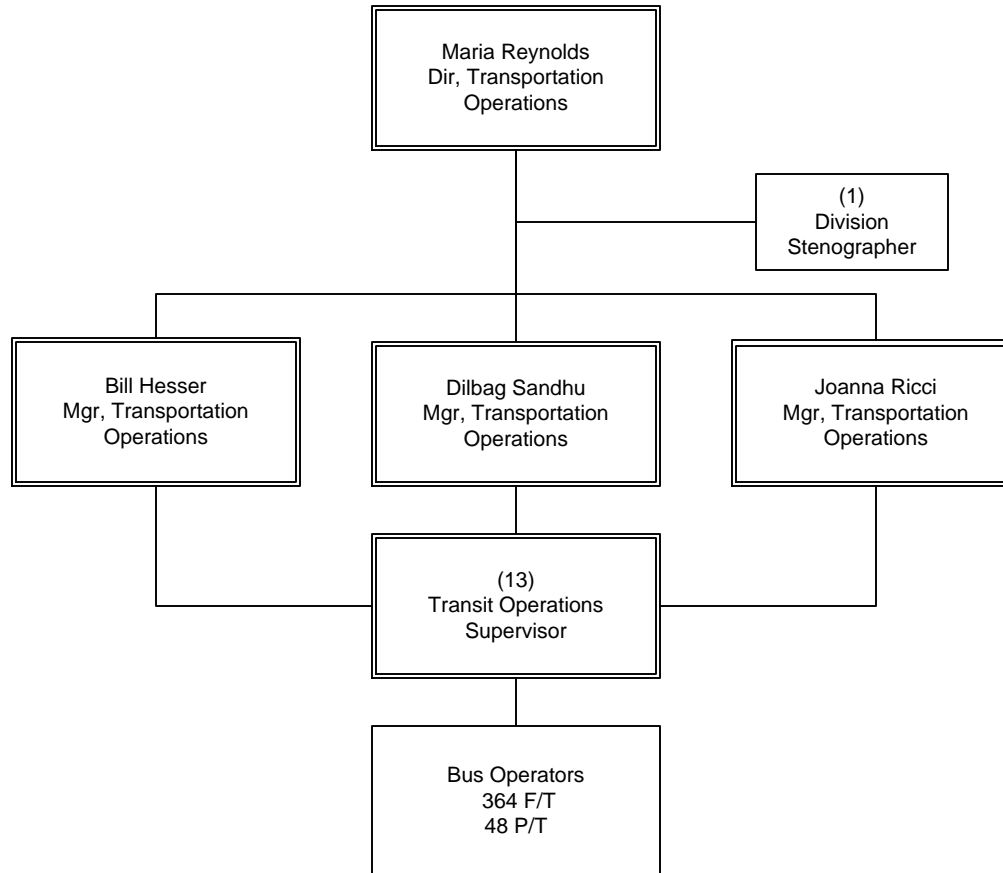 Maria Reynolds
Dir, Transportation
Operations
(1)
Division
Stenographer
Bill Hesser
Mgr, Transportation
Operations
Dilbag Sandhu
Mgr, Transportation
Operations
Joanna Ricci
Mgr, Transportation
Operations
(13)
Transit Operations
Supervisor
Bus Operators
364 F/T
48 P/T